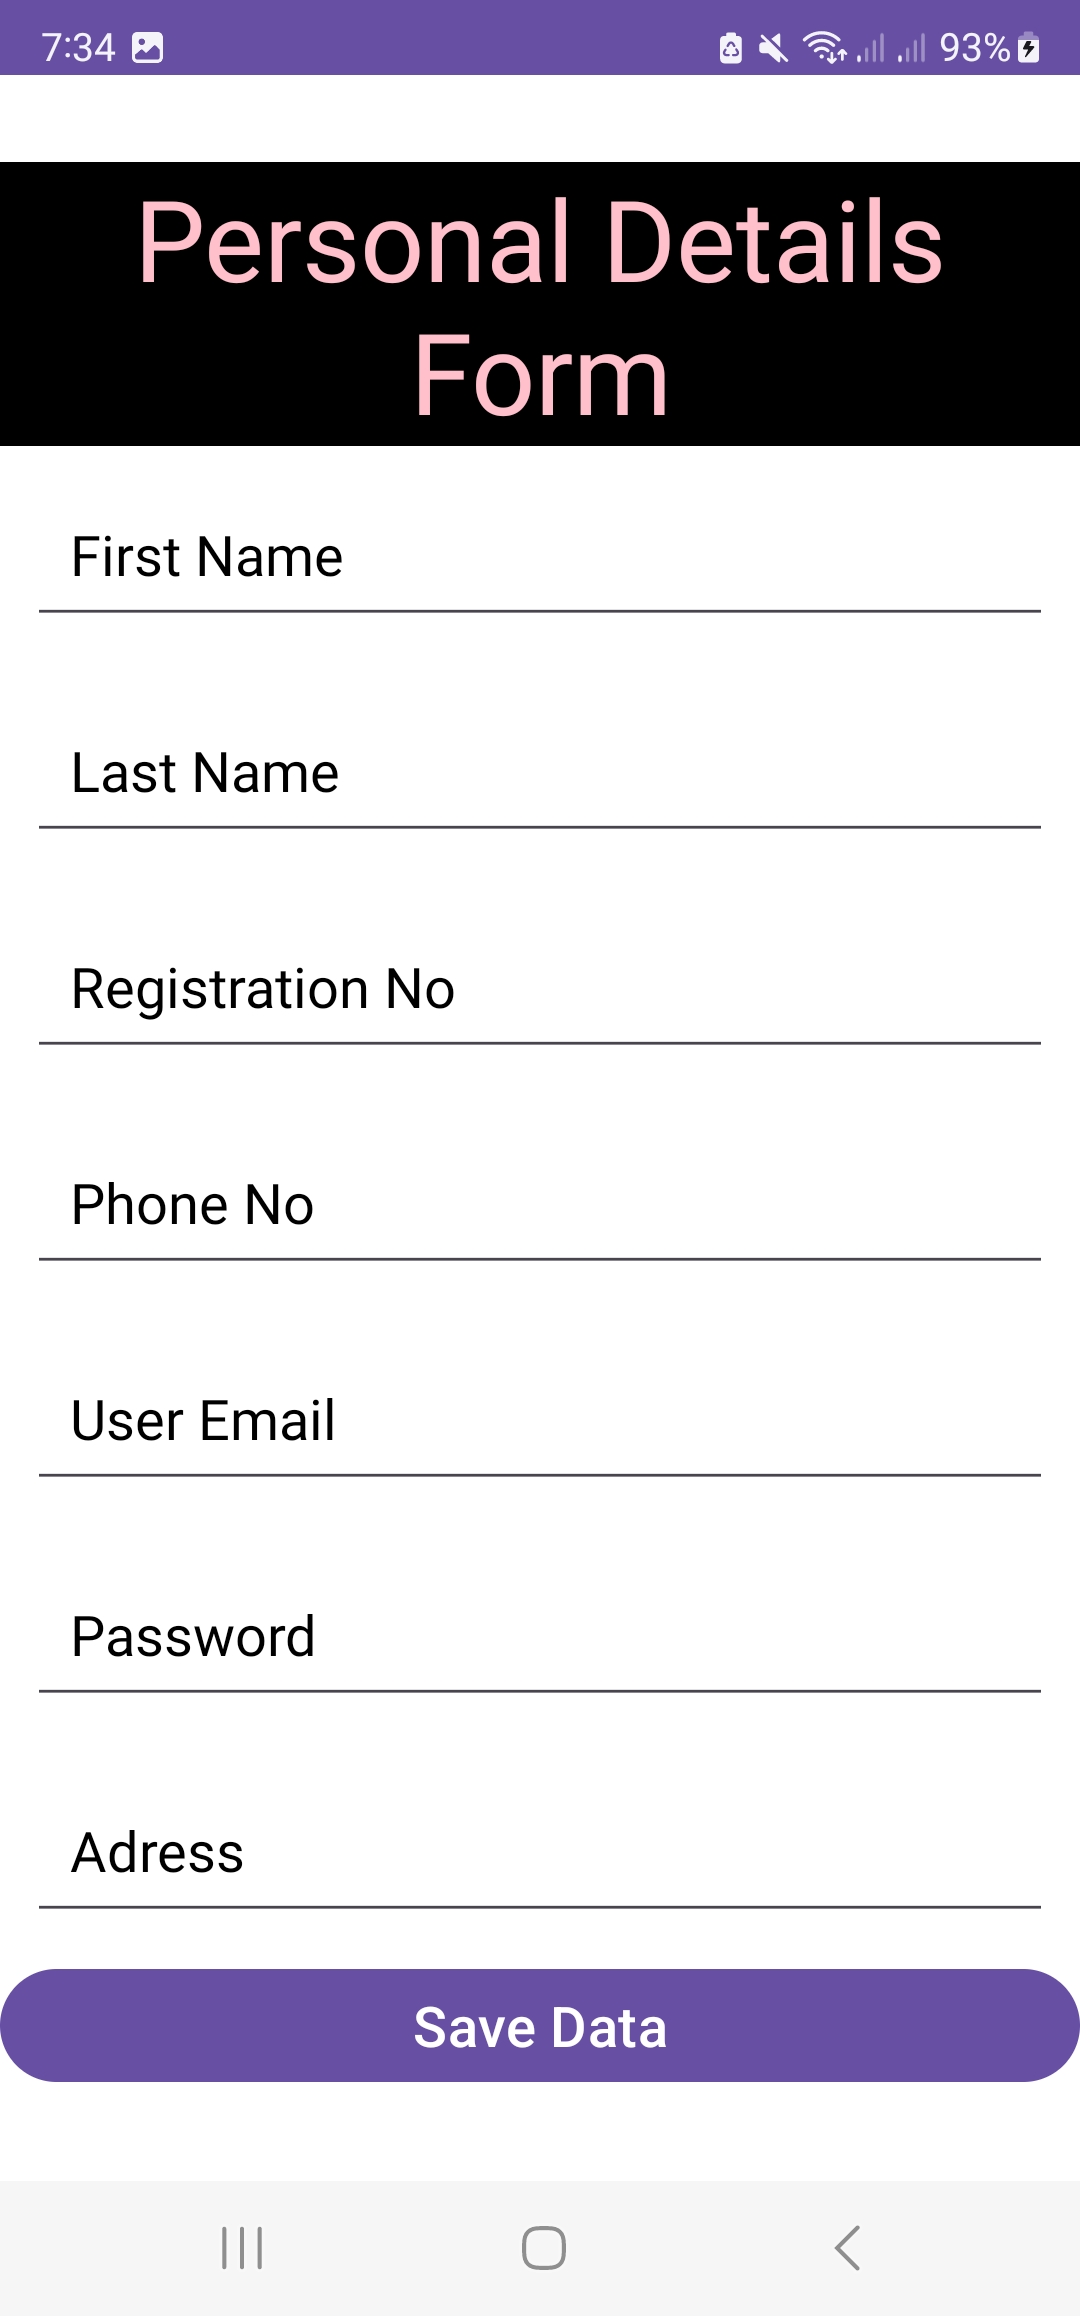 7:34 93%
Personal Details
Form
First Name
Last Name
Registration No
Phone No
User Email
Password
Adress
Save Data